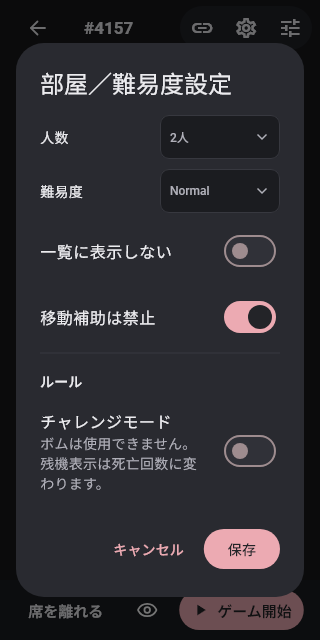 #4157
部屋／難易度設定
人数
2人
難易度
Normal
一覧に表示しない
移動補助は禁止
ルール
チャレンジモード
ボムは使用できません。
残機表示は死亡回数に変
わります。
キャンセル
保存
席を離れる
ゲーム開始